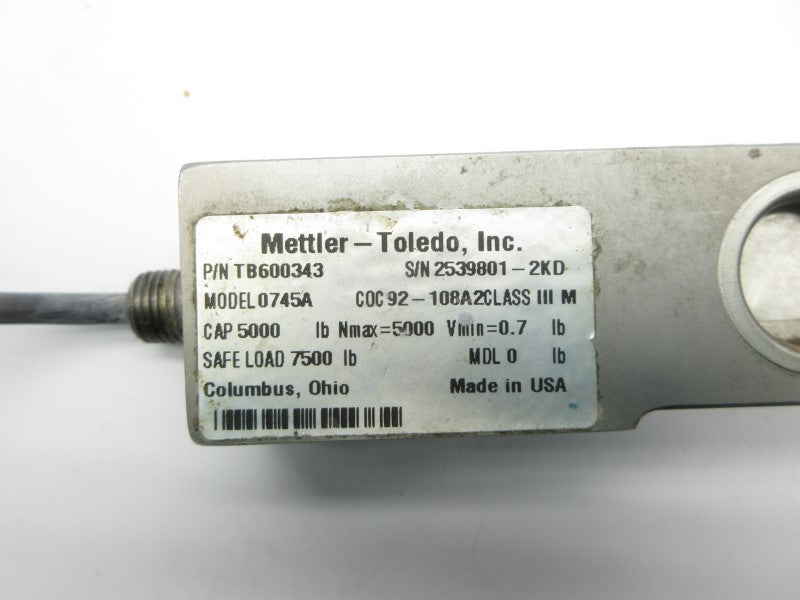 Mettler - Toledo, Inc.
P/N TB600343 S/N 2539801 - 2KD
MODEL 0745A COC 92 - 108A2CLASS III M
CAP 5000 lb Nmax=5000 Vmin=0.7 lb
SAFE LOAD 7500 lb MDL 0 lb
Columbus, Ohio Made in USA